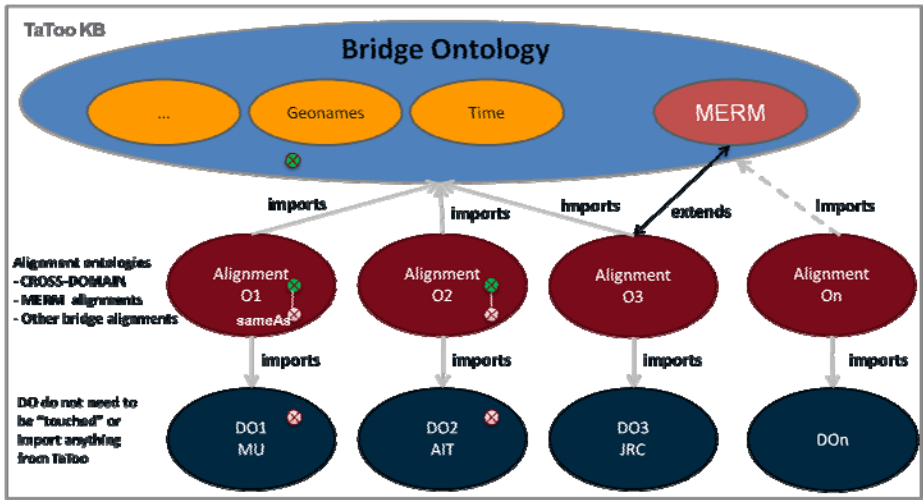 TaToo KB
Bridge Ontology
...
Geonames
Time
MERM
imports
imports
imports
extends
imports
Alignment ontologies
- CROSS-DOMAIN
- MERM alignments
- Other bridge alignments
Alignment
O1
sameAs
Alignment
O2
Alignment
O3
Alignment
On
imports
imports
imports
imports
DO do not need to
be "touched" or
import anything
from TaToo
DO1
MU
DO2
AIT
DO3
JRC
DOn